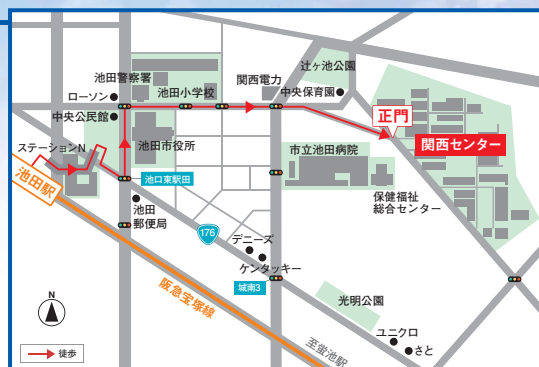 辻ヶ池公園
池田警察署
関西電力
池田小学校
ローソン
中央保育園
中央公民館
正門
関西センター
池田市役所
ステーションN
市立池田病院
池口東駅田
池田駅
保健福祉
総合センター
池田
郵便局
176
デニーズ
ケンタッキー
城南3
阪急宝塚線
光明公園
N
ユニクロ
至蛍池駅
さと
徒歩